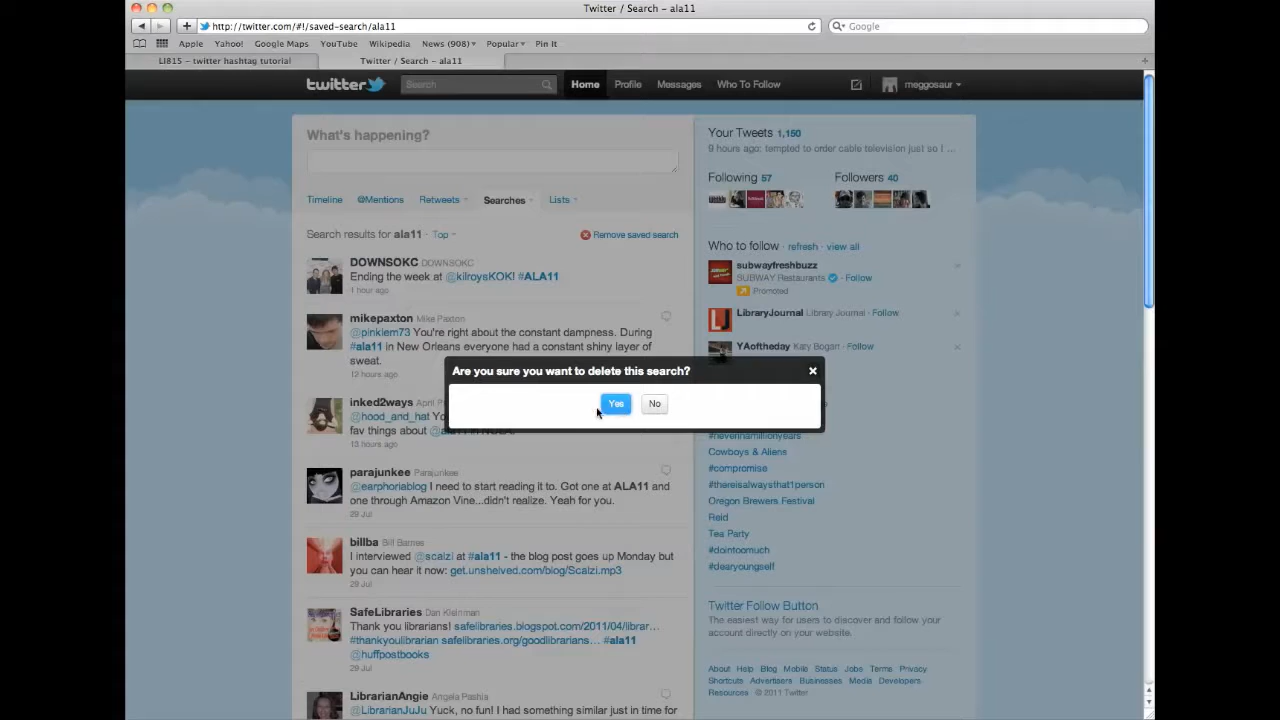 Twitter / Search – ala11
http://twitter.com/#!/saved-search/ala11
Google
Apple Yahoo! Google Maps YouTube Wikipedia News (908) Popular Pin It
LI815 – twitter hashtag tutorial Twitter / Search – ala11
twitter Search Home Profile Messages Who To Follow meggosaur
What's happening?
Timeline @Mentions Retweets Searches Lists
Search results for ala11 · Top
Remove saved search
DOWNSOKC DOWNSOKC
Ending the week at @kilroysKOK! #ALA11
1 hour ago
mikepaxton Mike Paxton
@pinklem73 You're right about the constant dampness. During
#ala11 in New Orleans everyone had a constant shiny layer of
sweat.
12 hours ago
inked2books April
@hood_and_hat
fav things about
13 hours ago
parajunkee Parajunkee
@earphoriablog I need to start reading it to. Got one at ALA11 and
one through Amazon Vine...didn't realize. Yeah for you.
29 Jul
billba Bill Barnes
I interviewed @scalzi at #ala11 - the blog post goes up Monday but
you can hear it now: get.unshelved.com/blog/Scalzi.mp3
29 Jul
SafeLibraries Dan Kleinman
Thank you librarians! safelibraries.blogspot.com/2011/04/librar…
#thankyoulibrarian safelibraries.org/goodlibrarians… #ala11
@huffpostbooks
29 Jul
LibrarianAngie Angela Pashia
@LibrarianJuJu Yuck, no fun! I had something similar just in time for
Are you sure you want to delete this search?
Yes No
Your Tweets 1,150
9 hours ago: tempted to order cable television just so I ...
Following 57 Followers 40
Who to follow · refresh · view all
subwayfreshbuzz
SUBWAY Restaurants · Follow
Promoted
LibraryJournal Library Journal · Follow
YAoftheday Katy Bogart · Follow
#neverinamillionyears
Cowboys & Aliens
#compromise
#thereisalwaysthat1person
Oregon Brewers Festival
Reid
Tea Party
#dointoomuch
#dearyougself
Twitter Follow Button
The easiest way for users to discover and follow your
account directly on your website.
About Help Blog Mobile Status Jobs Terms Privacy
Shortcuts Advertisers Businesses Media Developers
Resources © 2011 Twitter